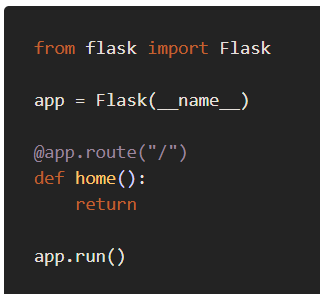 from flask import Flask
app = Flask(__name__)
@app.route("/")
def home():
    return
app.run()